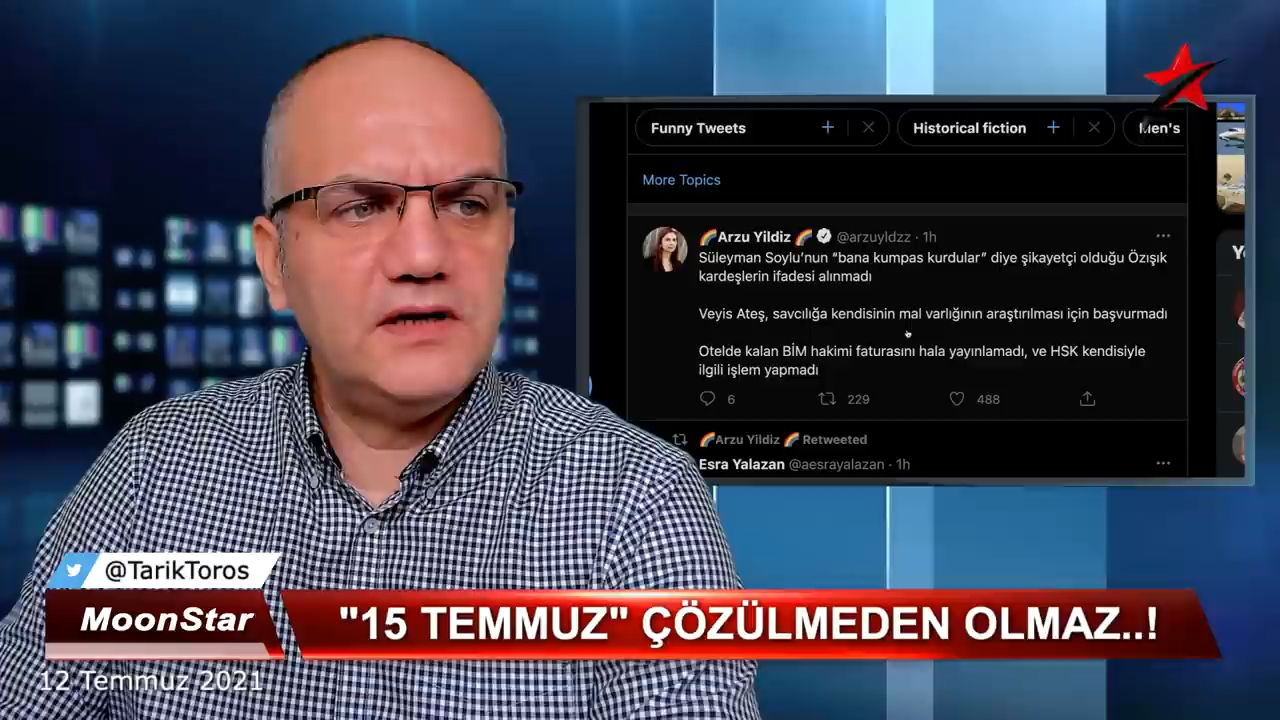 Funny Tweets
Historical fiction
Men's
More Topics
Arzu Yildiz @arzuyldzz · 1h
Süleyman Soylu'nun “bana kumpas kurdular” diye şikayetçi olduğu Özışık
kardeşlerin ifadesi alınmadı
Veyis Ateş, savcılığa kendisinin mal varlığının araştırılması için başvurmadı
Otelde kalan BİM hakimi faturasını hala yayınlamadı, ve HSK kendisiyle
ilgili işlem yapmadı
6 229 488
Arzu Yildiz Retweeted
Esra Yalazan @aesrayalazan · 1h
@TarikToros
MoonStar
"15 TEMMUZ" ÇÖZÜLMEDEN OLMAZ..!
12 Temmuz 2021